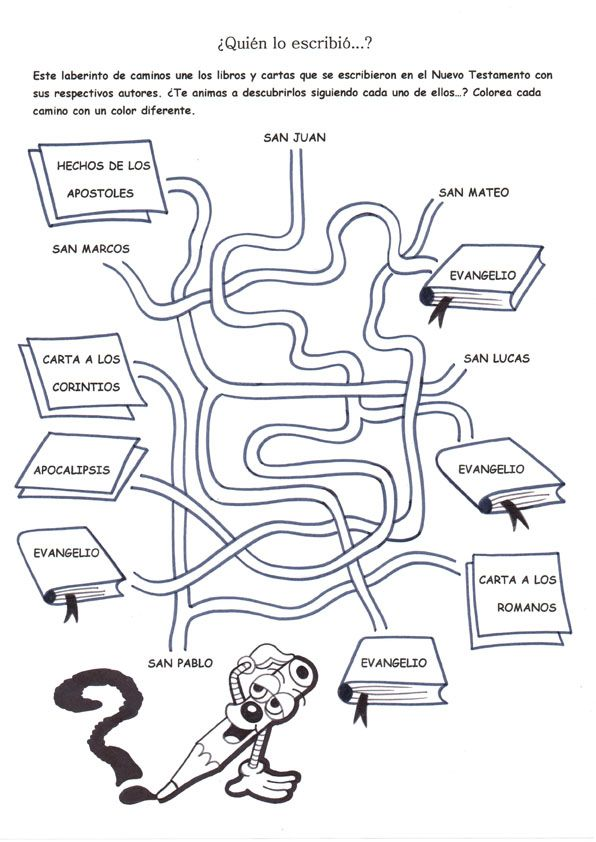 ¿Quién lo escribió...?
Este laberinto de caminos une los libros y cartas que se escribieron en el Nuevo Testamento con
sus respectivos autores. ¿Te animas a descubrirlos siguiendo cada uno de ellos...? Colorea cada
camino con un color diferente.
SAN JUAN
HECHOS DE LOS
APOSTOLES
SAN MATEO
SAN MARCOS
EVANGELIO
CARTA A LOS
CORINTIOS
SAN LUCAS
APOCALIPSIS
EVANGELIO
EVANGELIO
CARTA A LOS
ROMANOS
SAN PABLO
EVANGELIO